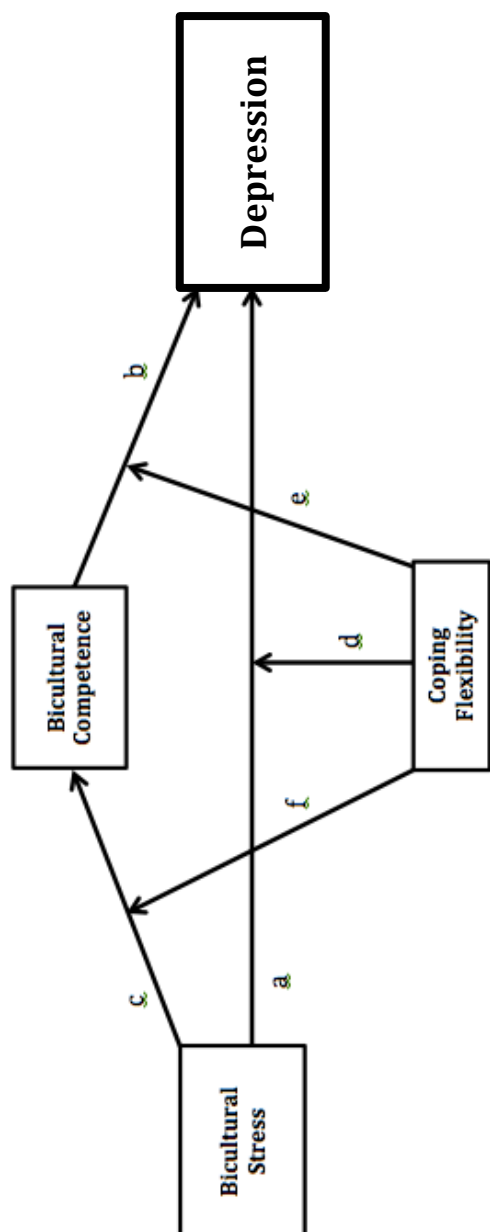 Bicultural
Competence
c
b
Bicultural
Stress
a
Depression
f
d
e
Coping
Flexibility